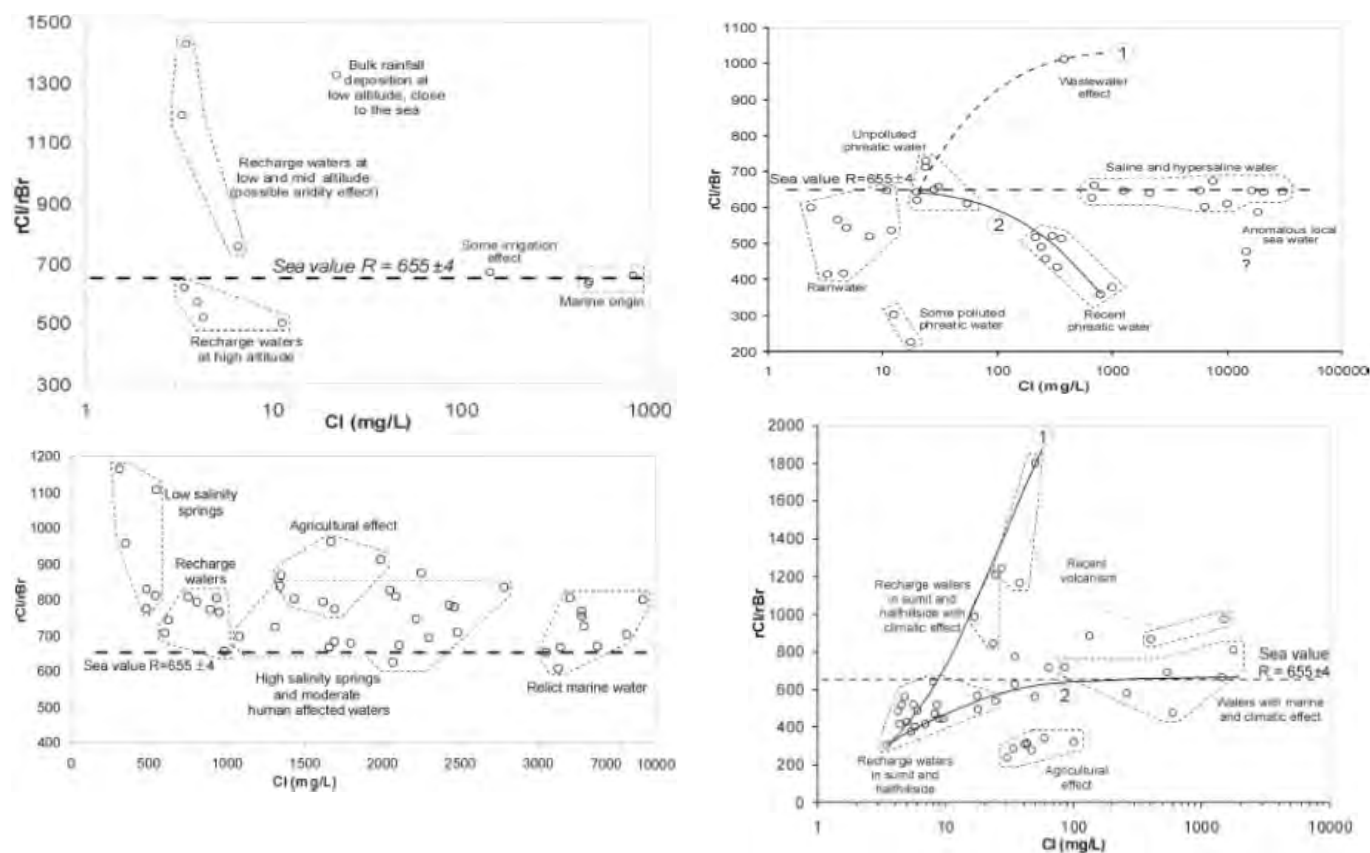 1500
1300
1100
900
700
500
300
rCl/rBr
Bulk rainfall
deposition at
low altitude, close
to the sea
Recharge waters at
low and mid altitude
(possible aridity effect)
Some irrigation
effect
Sea value R = 655±4
Marine origin
Recharge waters
at high altitude
1
10
100
1000
Cl (mg/L)
1100
1000
900
800
700
600
500
400
300
200
rCl/rBr
1
Wastewater
effect
Unpolluted
phreatic water
Saline and hypersaline water
Sea value R=655±4
2
Anomalous local
sea water
?
Rainwater
Some polluted
phreatic water
Recent
phreatic water
1
10
100
1000
10000
100000
Cl (mg/L)
1200
1100
1000
900
800
700
600
500
400
rCl/rBr
Low salinity
springs
Agricultural effect
Recharge
waters
Sea value R=655 ±4
High salinity springs
and moderate
human affected waters
Relict marine water
0
500
1000
1500
2000
2500
3000
7000
10000
Cl (mg/L)
2000
1800
1600
1400
1200
1000
800
600
400
200
0
rCl/rBr
1
Recent
volcanism
Recharge waters
in sumit and
halfhillside with
climatic effect
Sea value
R = 655±4
2
Waters with marine
and climatic effect
Recharge waters
in sumit and
halfhillside
Agricultural
effect
1
10
100
1000
10000
Cl (mg/L)